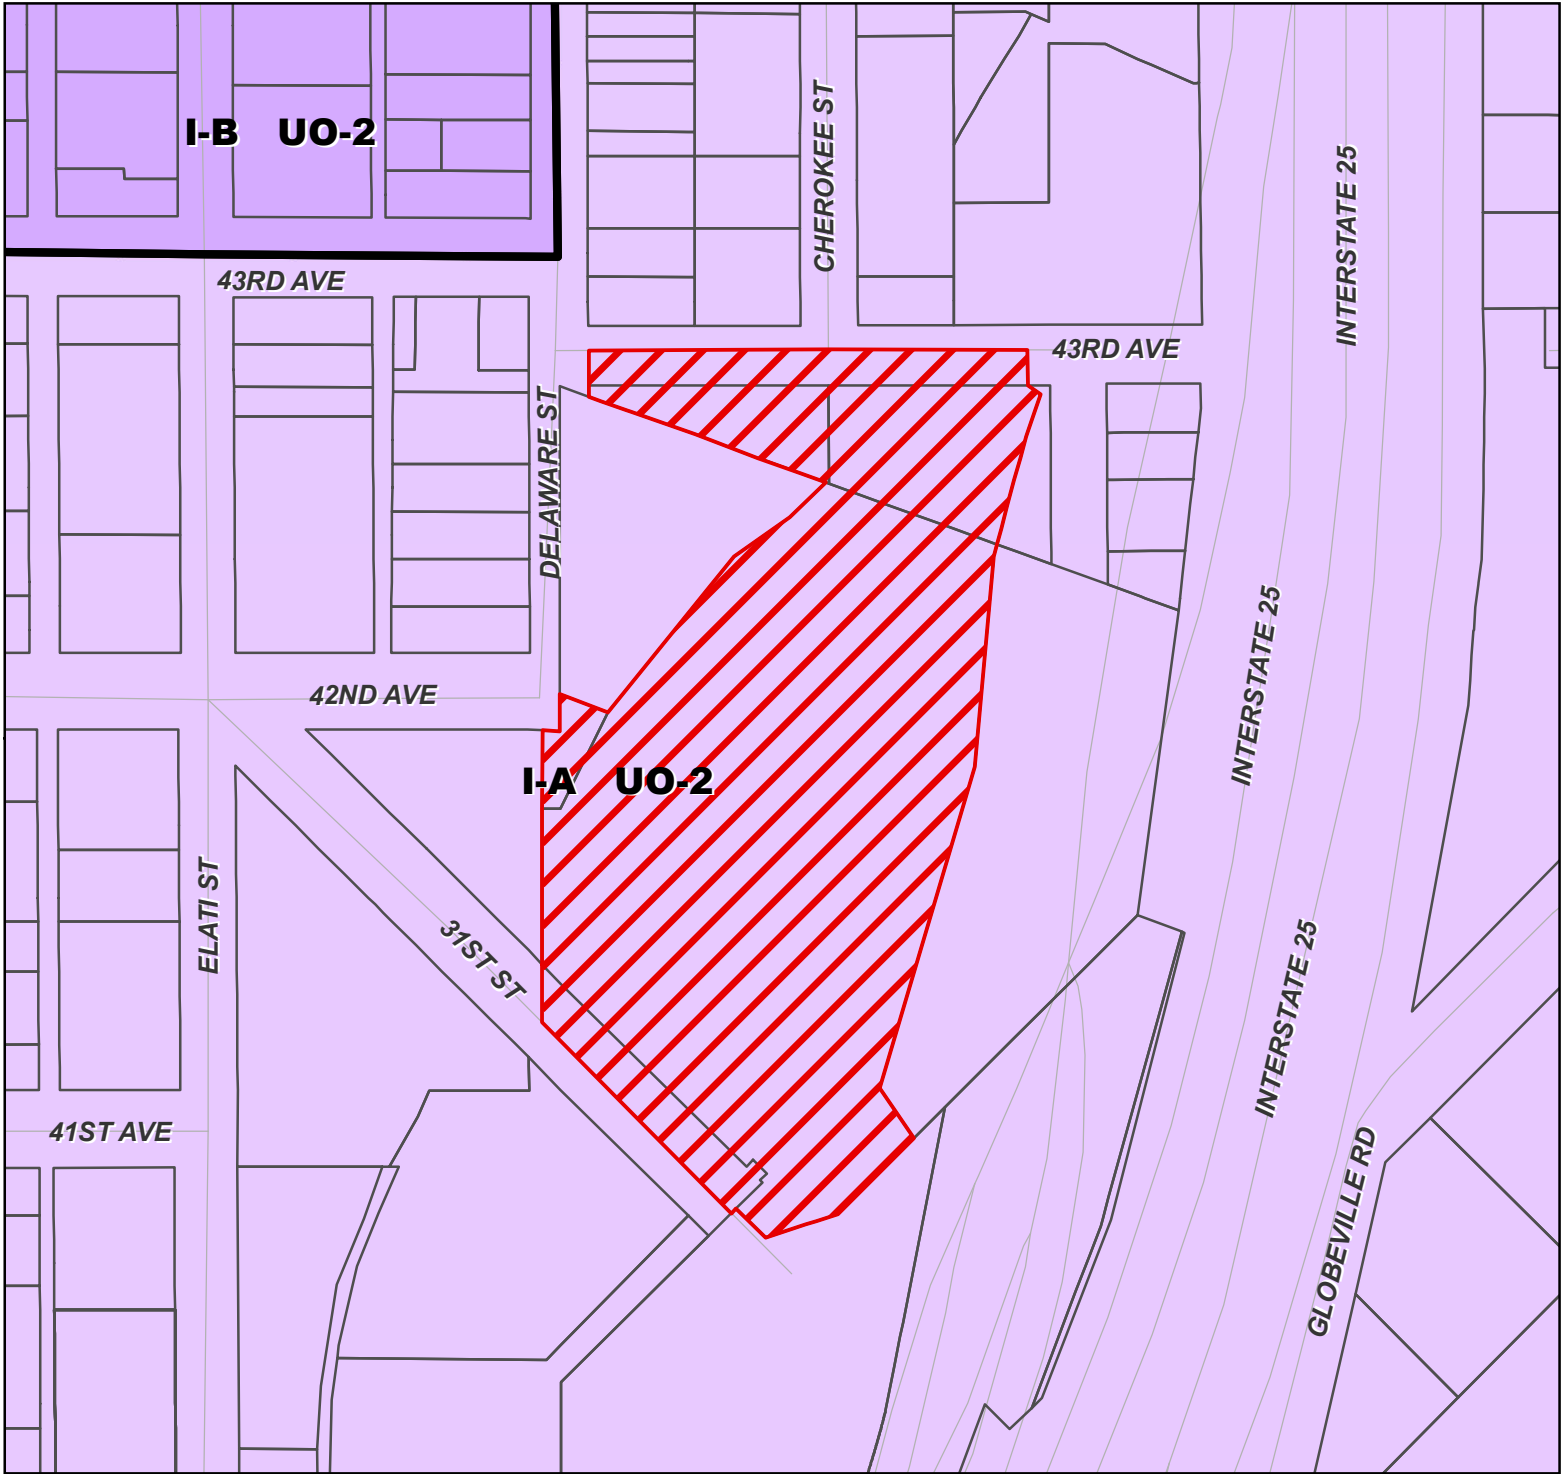 I-B UO-2
CHEROKEE ST
INTERSTATE 25
43RD AVE
43RD AVE
DELAWARE ST
INTERSTATE 25
42ND AVE
I-A UO-2
ELATI ST
31ST ST
INTERSTATE 25
41ST AVE
GLOBEVILLE RD